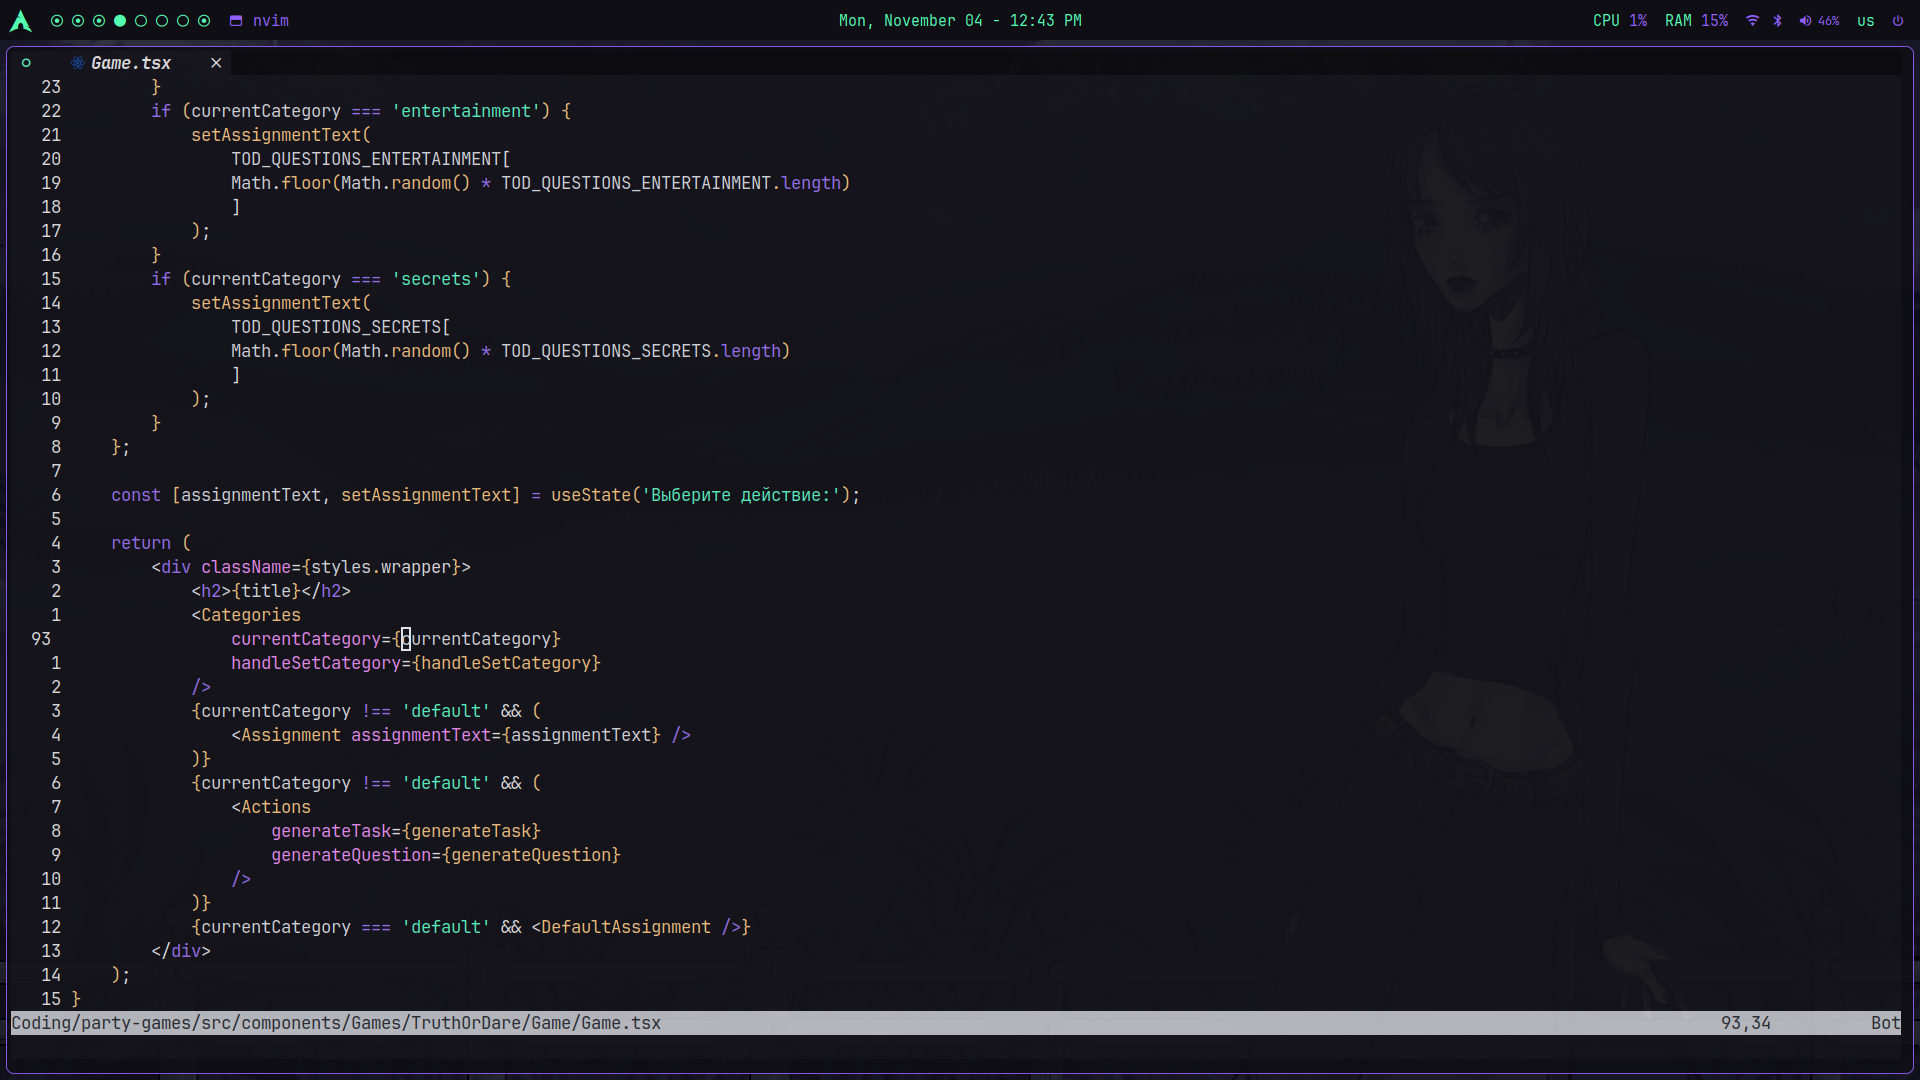 nvim Mon, November 04 - 12:43 PM CPU 1% RAM 15% 46% us
Game.tsx ×
23 }
22 if (currentCategory === 'entertainment') {
21 setAssignmentText(
20 TOD_QUESTIONS_ENTERTAINMENT[
19 Math.floor(Math.random() * TOD_QUESTIONS_ENTERTAINMENT.length)
18 ]
17 );
16 }
15 if (currentCategory === 'secrets') {
14 setAssignmentText(
13 TOD_QUESTIONS_SECRETS[
12 Math.floor(Math.random() * TOD_QUESTIONS_SECRETS.length)
11 ]
10 );
9 }
8 };
7
6 const [assignmentText, setAssignmentText] = useState('Выберите действие:');
5
4 return (
3 <div className={styles.wrapper}>
2 <h2>{title}</h2>
1 <Categories
93 currentCategory={currentCategory}
1 handleSetCategory={handleSetCategory}
2 />
3 {currentCategory !== 'default' && (
4 <Assignment assignmentText={assignmentText} />
5 )}
6 {currentCategory !== 'default' && (
7 <Actions
8 generateTask={generateTask}
9 generateQuestion={generateQuestion}
10 />
11 )}
12 {currentCategory === 'default' && <DefaultAssignment />}
13 </div>
14 );
15 }
Coding/party-games/src/components/Games/TruthOrDare/Game/Game.tsx 93,34 Bot